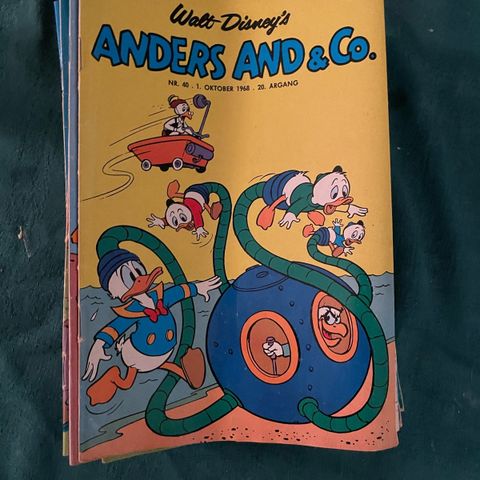 Walt Disney's
ANDERS AND & Co.
NR. 40 . 1. OKTOBER 1968 . 20. ÅRGANG